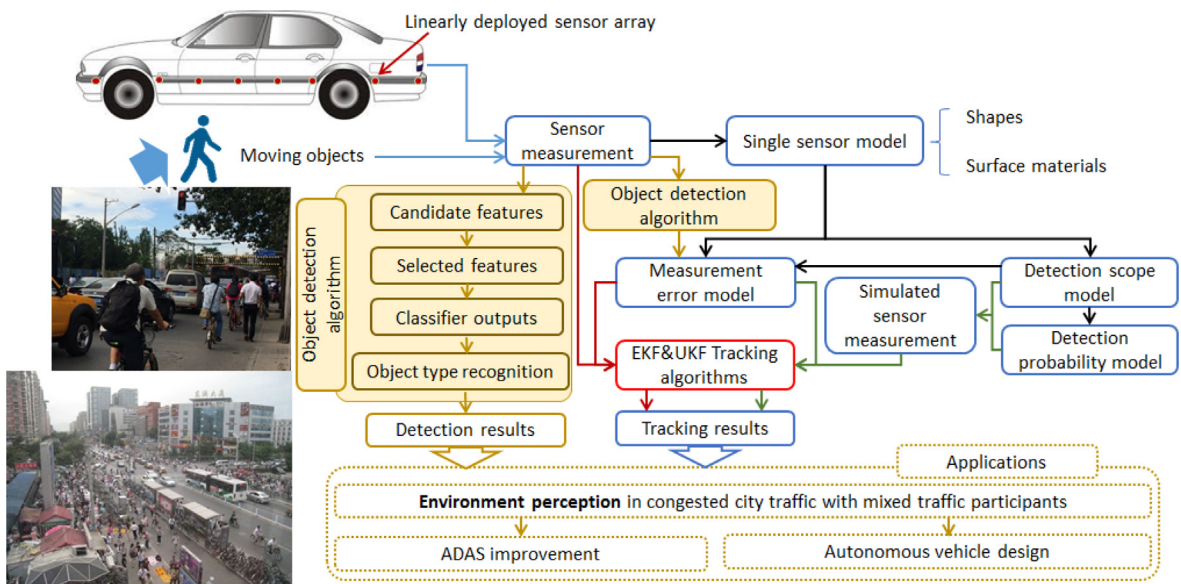 Linearly deployed sensor array
Moving objects
Sensor
measurement
Single sensor model
Shapes
Surface materials
Object detection
algorithm
Candidate features
Selected features
Classifier outputs
Object type recognition
Object detection
algorithm
Measurement
error model
Simulated
sensor
measurement
Detection scope
model
Detection
probability model
EKF&UKF Tracking
algorithms
Detection results
Tracking results
Applications
Environment perception in congested city traffic with mixed traffic participants
ADAS improvement
Autonomous vehicle design